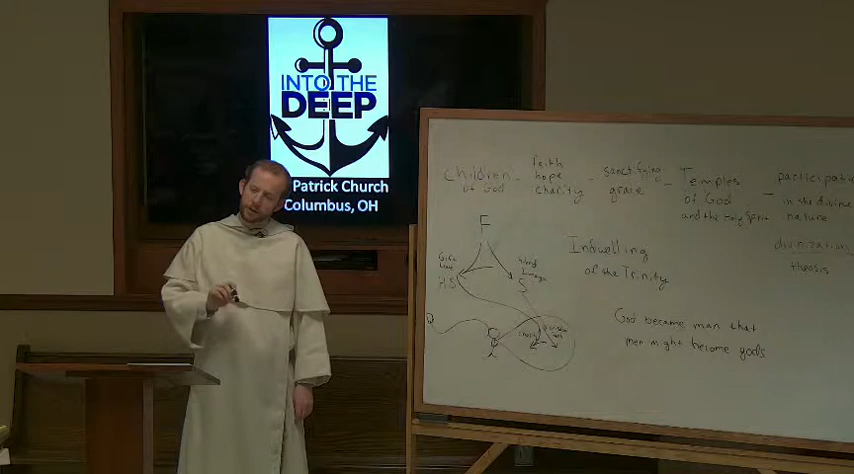 INTO THE
DEEP
Patrick Church
Columbus, OH
Children
of God
-
faith
hope
charity
-
sanctifying
grace
-
Temples
of God
and the Holy Spirit
-
in the divine
nature
divinization
theosis
F
Gift
Love
HS
Word
Image
S
Indwelling
of the Trinity
God became man that
men might become gods